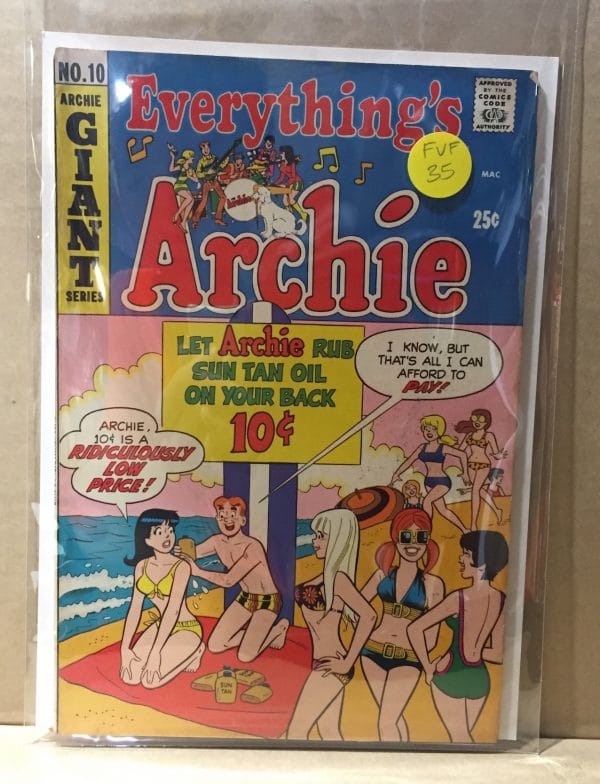 NO.10
ARCHIE
GIANT
SERIES
Everything's
Archie
Archie
APPROVED
BY THE
COMICS
CODE
CCA
AUTHORITY
FVF
35
MAC
25¢
LET Archie RUB
SUN TAN OIL
ON YOUR BACK
10¢
I KNOW, BUT
THAT'S ALL I CAN
AFFORD TO
PAY!
ARCHIE,
10¢ IS A
RIDICULOUSLY
LOW
PRICE!
SUN
TAN